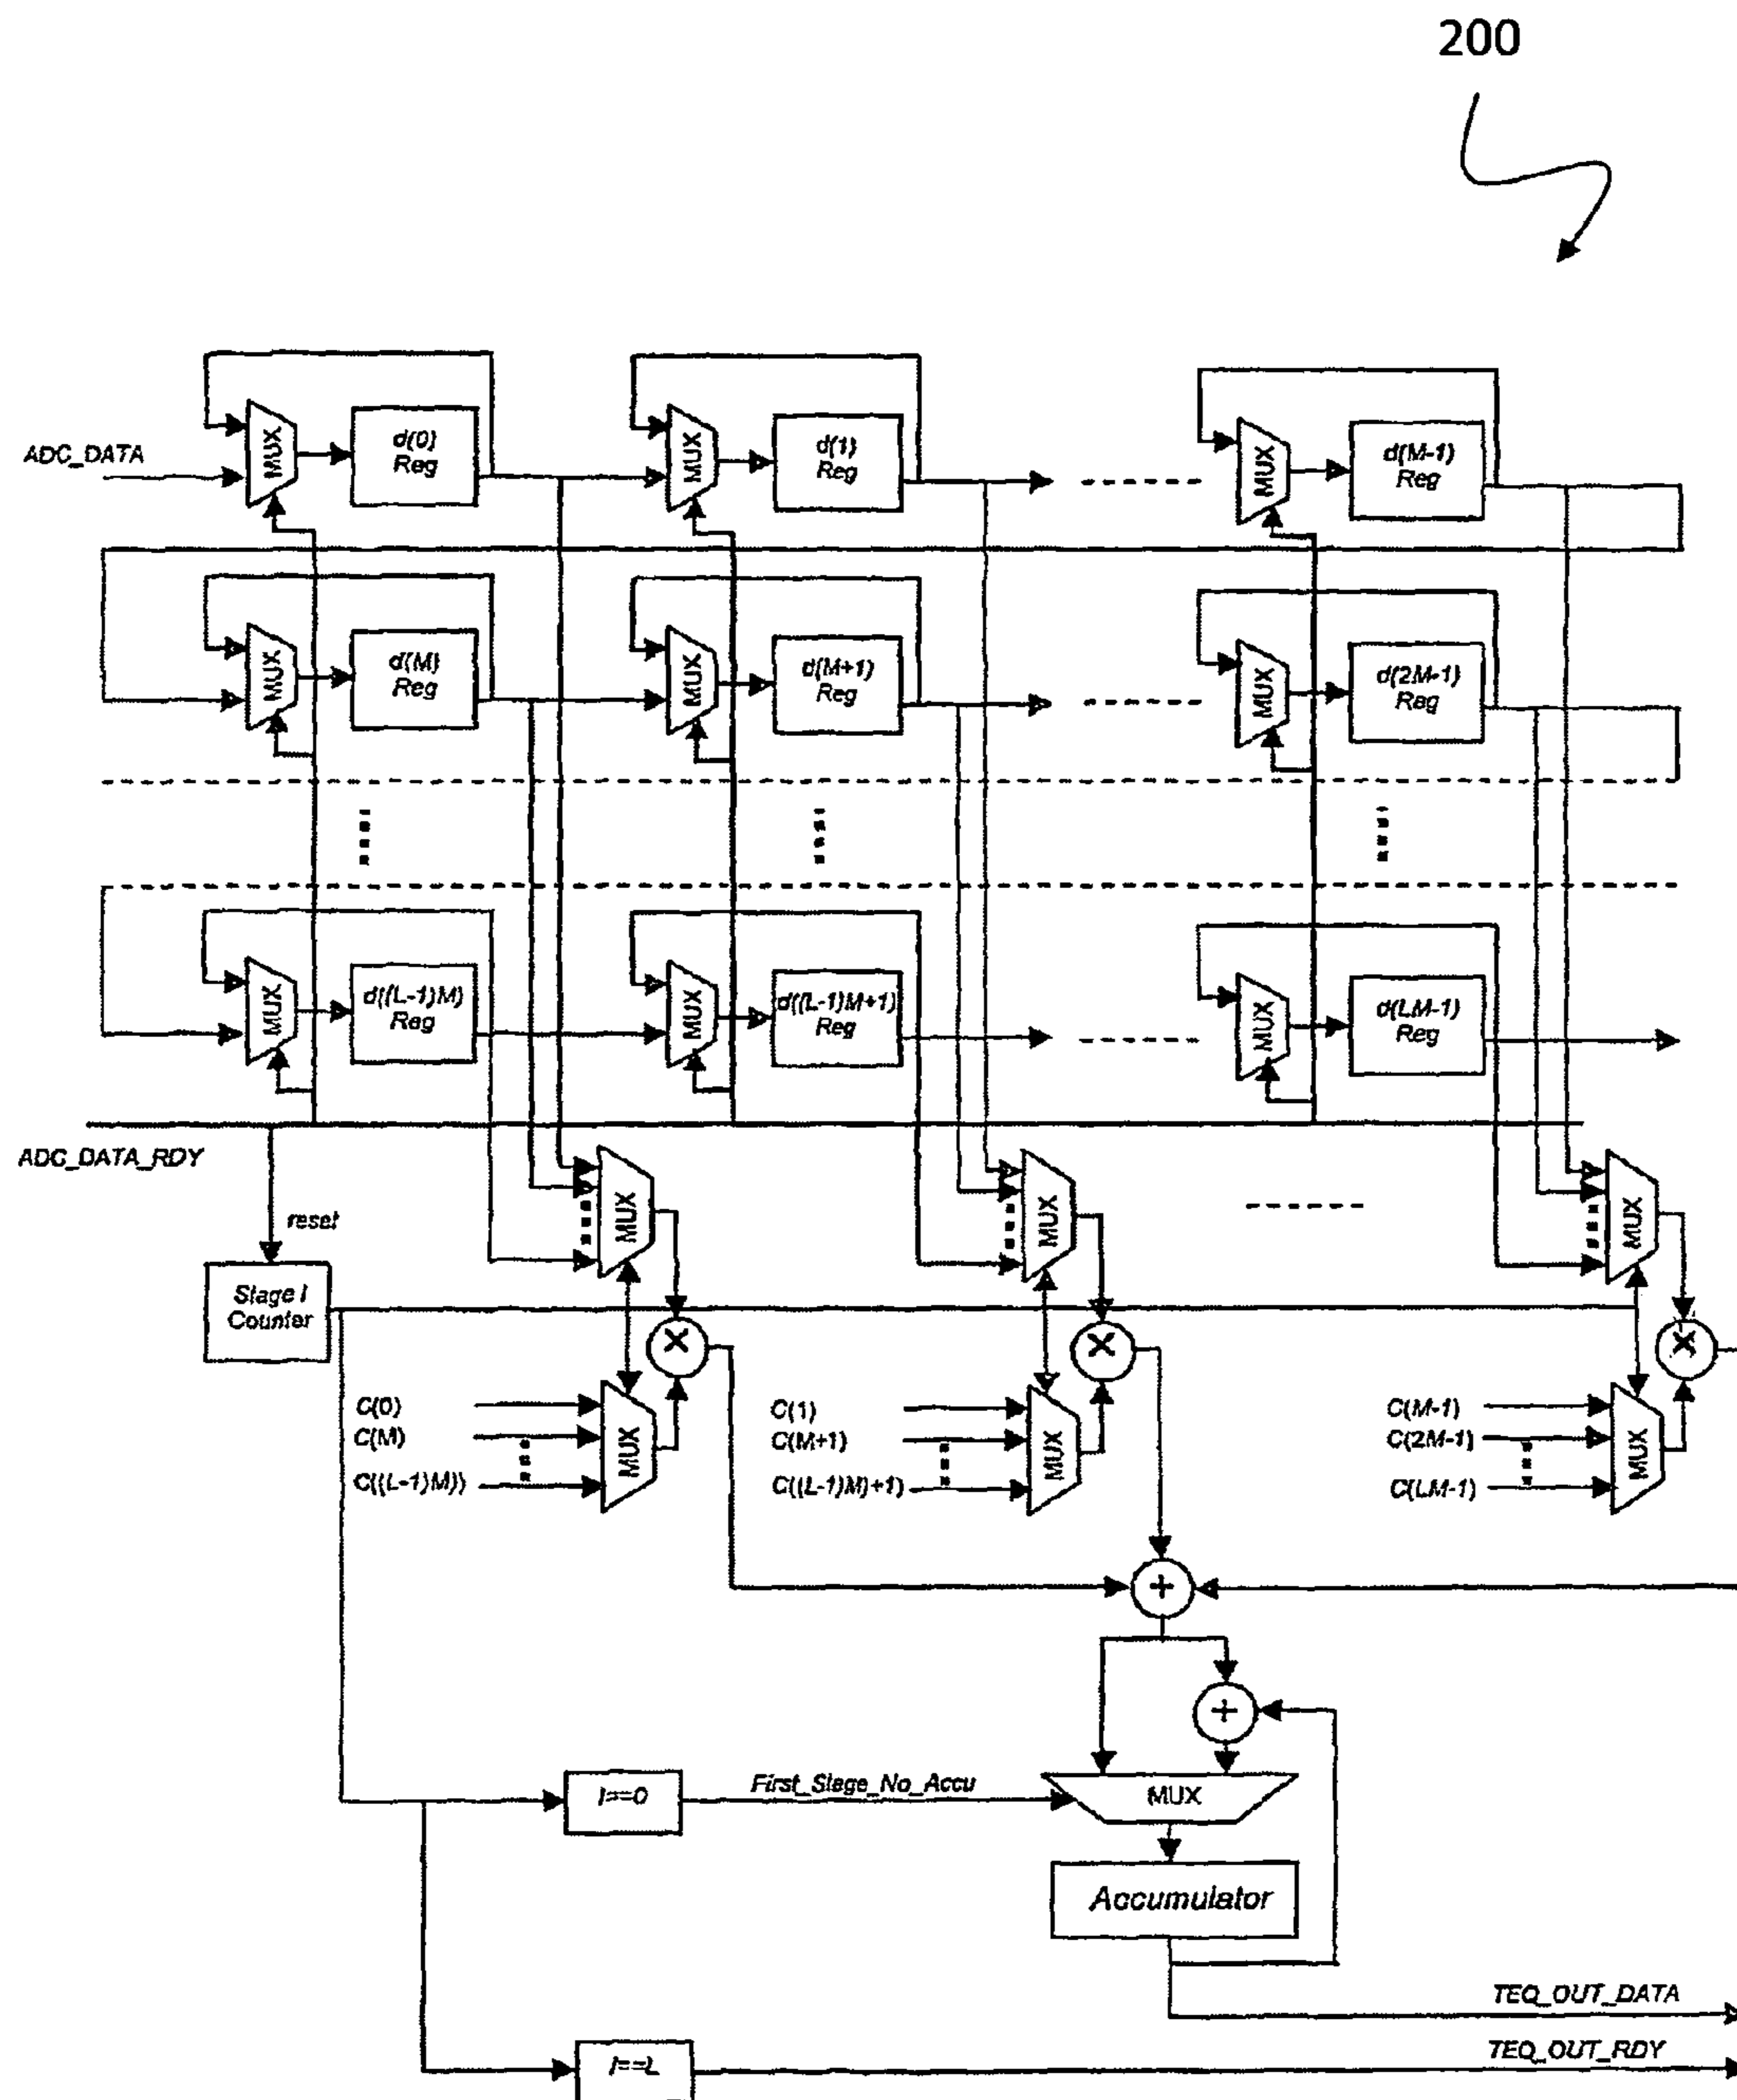 200
ADC_DATA
MUX
d(0)
Reg
MUX
d(1)
Reg
MUX
d(M-1)
Reg
MUX
d(M)
Reg
MUX
d(M+1)
Reg
MUX
d(2M-1)
Reg
MUX
d((L-1)M)
Reg
MUX
d((L-1)M+1)
Reg
MUX
d(LM-1)
Reg
ADC_DATA_RDY
reset
MUX
MUX
MUX
Stage l
Counter
X
X
X
C(0)
C(M)
C((L-1)M))
MUX
C(1)
C(M+1)
C((L-1)M)+1)
MUX
C(M-1)
C(2M-1)
C(LM-1)
MUX
+
+
l==0
First_Stage_No_Accu
MUX
Accumulator
TEQ_OUT_DATA
l==L
TEQ_OUT_RDY